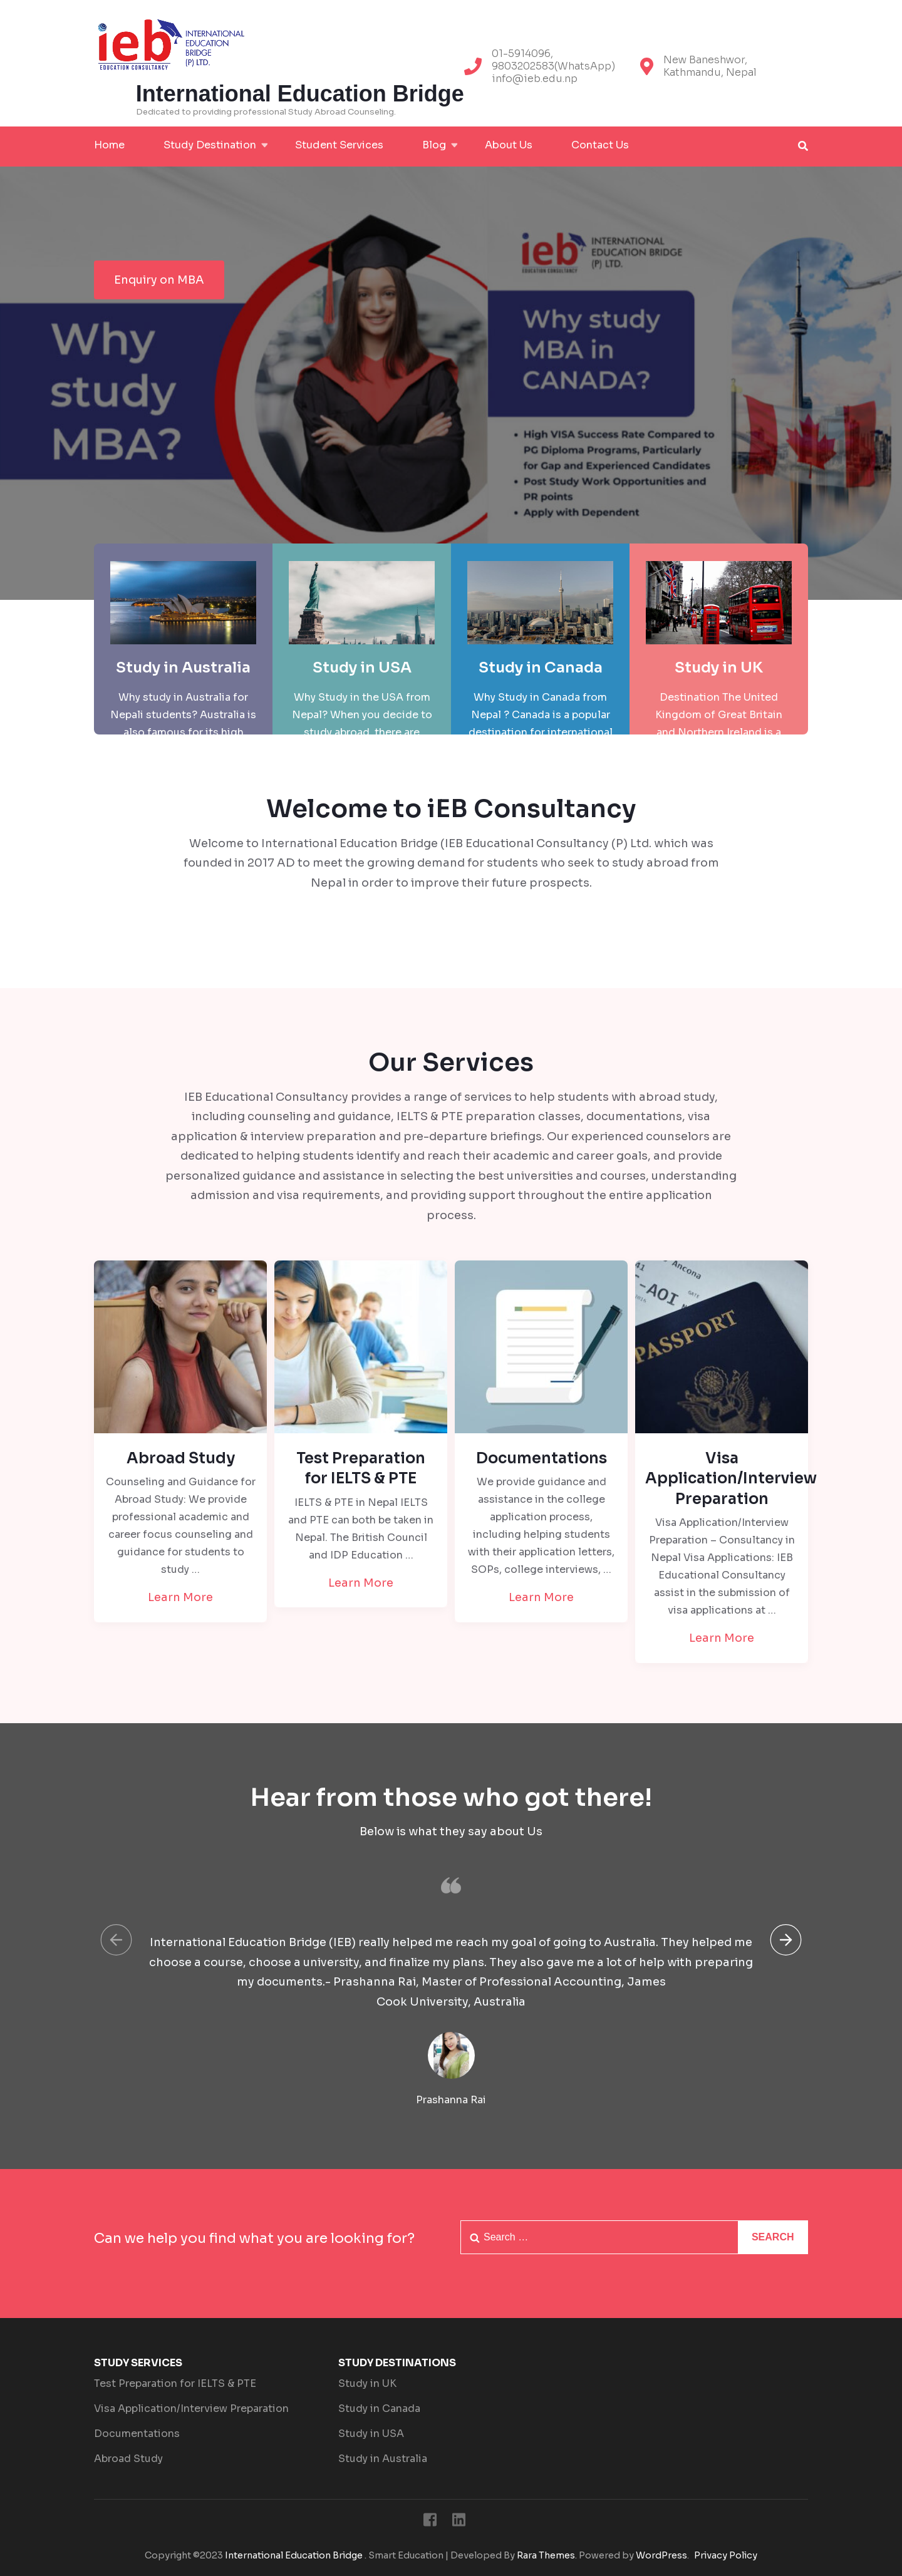 ieb INTERNATIONAL
EDUCATION
BRIDGE
(P) LTD.
EDUCATION CONSULTANCY
International Education Bridge
Dedicated to providing professional Study Abroad Counseling.
01-5914096,
9803202583(WhatsApp)
info@ieb.edu.np
New Baneshwor,
Kathmandu, Nepal
Home Study Destination Student Services Blog About Us Contact Us
Enquiry on MBA
Why
study
MBA?
ieb INTERNATIONAL
EDUCATION BRIDGE
(P) LTD.
EDUCATION CONSULTANCY
Why study
MBA in
CANADA?
• High VISA Success Rate Compared to
PG Diploma Programs, Particularly
for Gap and Experienced Candidates
• Post Study Work Opportunities and
PR points
• Apply with Dependent
Study in Australia
Why study in Australia for
Nepali students? Australia is
also famous for its high
Study in USA
Why Study in the USA from
Nepal? When you decide to
study abroad, there are
Study in Canada
Why Study in Canada from
Nepal ? Canada is a popular
destination for international
Study in UK
Destination The United
Kingdom of Great Britain
and Northern Ireland is a
Welcome to iEB Consultancy
Welcome to International Education Bridge (IEB Educational Consultancy (P) Ltd. which was
founded in 2017 AD to meet the growing demand for students who seek to study abroad from
Nepal in order to improve their future prospects.
Our Services
IEB Educational Consultancy provides a range of services to help students with abroad study,
including counseling and guidance, IELTS & PTE preparation classes, documentations, visa
application & interview preparation and pre-departure briefings. Our experienced counselors are
dedicated to helping students identify and reach their academic and career goals, and provide
personalized guidance and assistance in selecting the best universities and courses, understanding
admission and visa requirements, and providing support throughout the entire application
process.
Abroad Study
Counseling and Guidance for
Abroad Study: We provide
professional academic and
career focus counseling and
guidance for students to
study …
Learn More
Test Preparation
for IELTS & PTE
IELTS & PTE in Nepal IELTS
and PTE can both be taken in
Nepal. The British Council
and IDP Education …
Learn More
Documentations
We provide guidance and
assistance in the college
application process,
including helping students
with their application letters,
SOPs, college interviews, …
Learn More
Ancona
PASSPORT
Visa
Application/Interview
Preparation
Visa Application/Interview
Preparation – Consultancy in
Nepal Visa Applications: IEB
Educational Consultancy
assist in the submission of
visa applications at …
Learn More
Hear from those who got there!
Below is what they say about Us
International Education Bridge (IEB) really helped me reach my goal of going to Australia. They helped me
choose a course, choose a university, and finalize my plans. They also gave me a lot of help with preparing
my documents.- Prashanna Rai, Master of Professional Accounting, James
Cook University, Australia
Prashanna Rai
Can we help you find what you are looking for?
Search …
SEARCH
STUDY SERVICES
Test Preparation for IELTS & PTE
Visa Application/Interview Preparation
Documentations
Abroad Study
STUDY DESTINATIONS
Study in UK
Study in Canada
Study in USA
Study in Australia
Copyright ©2023 International Education Bridge . Smart Education | Developed By Rara Themes. Powered by WordPress. Privacy Policy